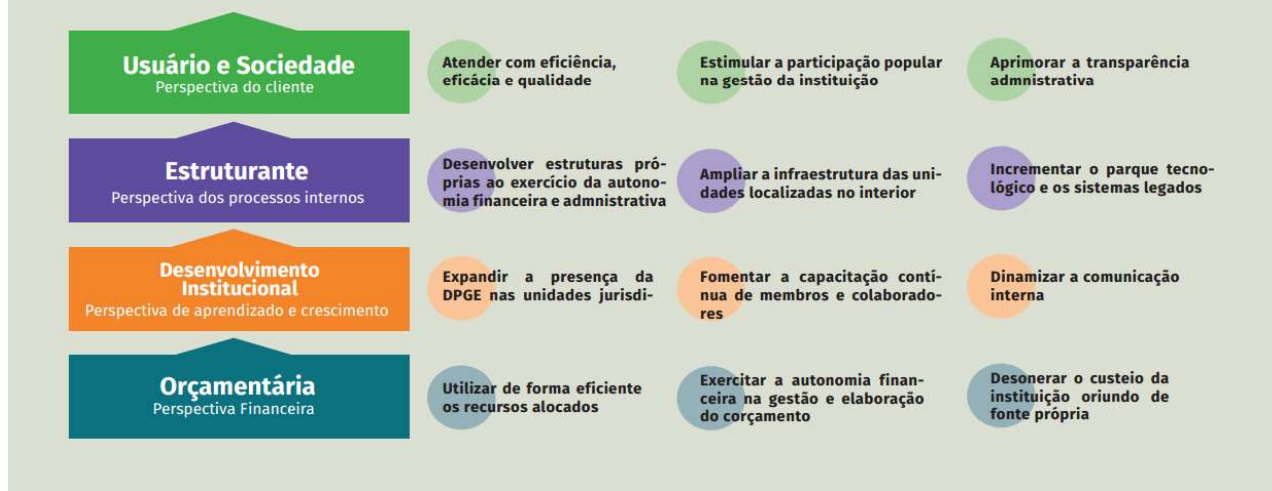 Usuário e Sociedade
Perspectiva do cliente
Atender com eficiência,
eficácia e qualidade
Estimular a participação popular
na gestão da instituição
Aprimorar a transparência
admnistrativa
Estruturante
Perspectiva dos processos internos
Desenvolver estruturas pró-
prias ao exercício da autono-
mia financeira e admnistrativa
Ampliar a infraestrutura das uni-
dades localizadas no interior
Incrementar o parque tecno-
lógico e os sistemas legados
Desenvolvimento
Institucional
Perspectiva de aprendizado e crescimento
Expandir a presença da
DPGE nas unidades jurisdi-
Fomentar a capacitação contí-
nua de membros e colaborado-
res
Dinamizar a comunicação
interna
Orçamentária
Perspectiva Financeira
Utilizar de forma eficiente
os recursos alocados
Exercitar a autonomia finan-
ceira na gestão e elaboração
do corçamento
Desonerar o custeio da
instituição oriundo de
fonte própria